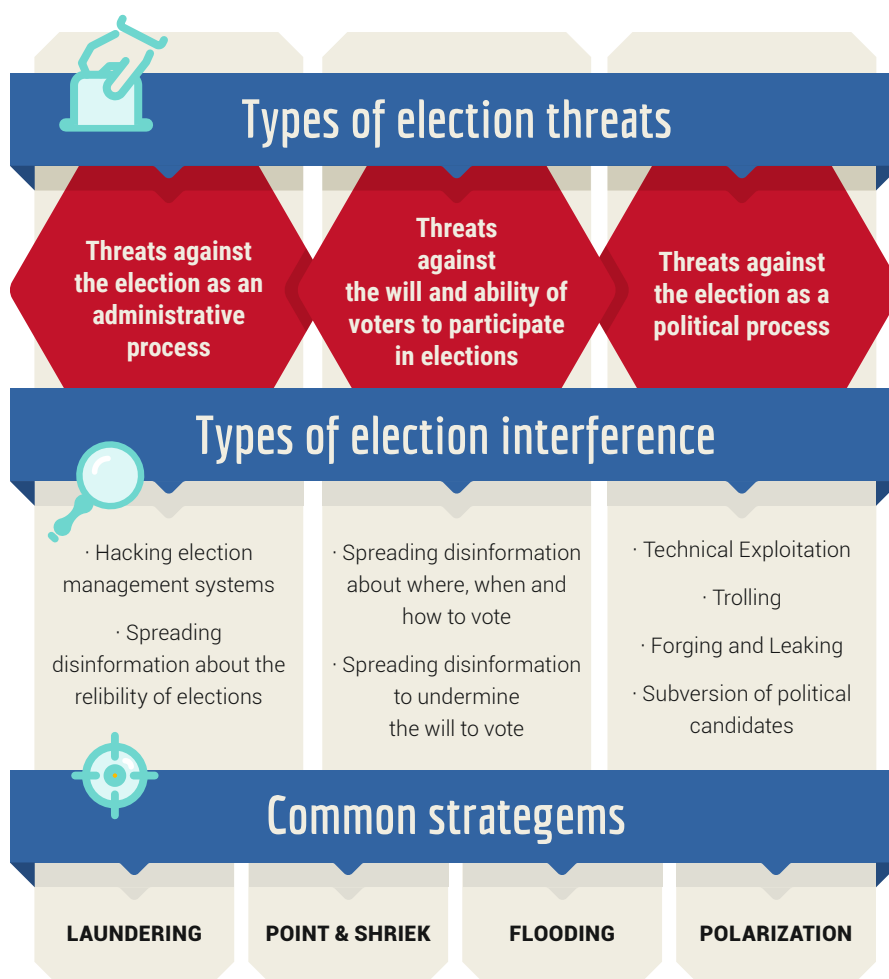 Types of election threats
Threats against
the election as an
administrative
process
Threats
against
the will and ability of
voters to participate
in elections
Threats against
the election as a
political process
Types of election interference
· Hacking election
management systems
· Spreading
disinformation about the
relibility of elections
· Spreading disinformation
about where, when and
how to vote
· Spreading disinformation
to undermine
the will to vote
· Technical Exploitation
· Trolling
· Forging and Leaking
· Subversion of political
candidates
Common strategems
LAUNDERING
POINT & SHRIEK
FLOODING
POLARIZATION